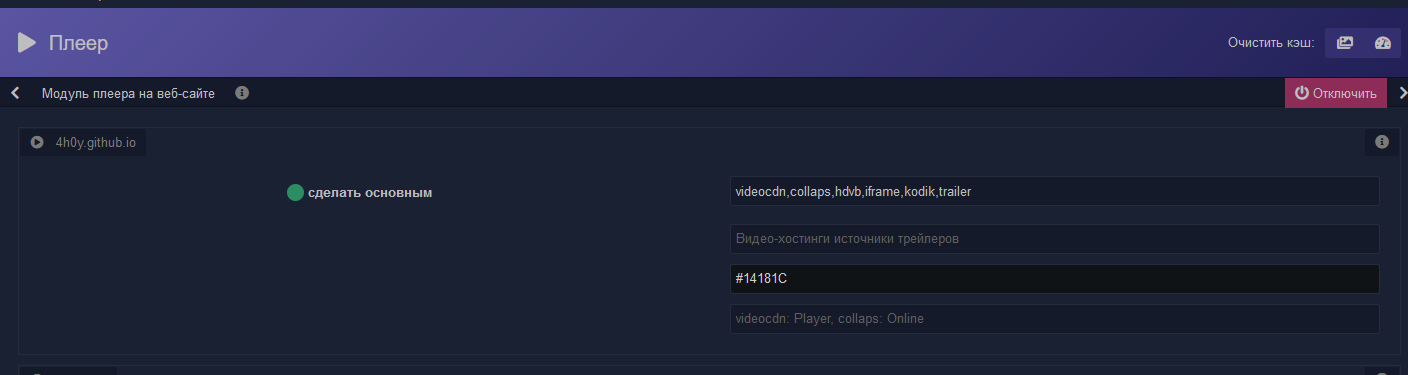 Плеер
Очистить кэш:
Модуль плеера на веб-сайте
Отключить
4h0y.github.io
сделать основным
videocdn,collaps,hdvb,iframe,kodik,trailer
Видео-хостинги источники трейлеров
#14181C
videocdn: Player, collaps: Online